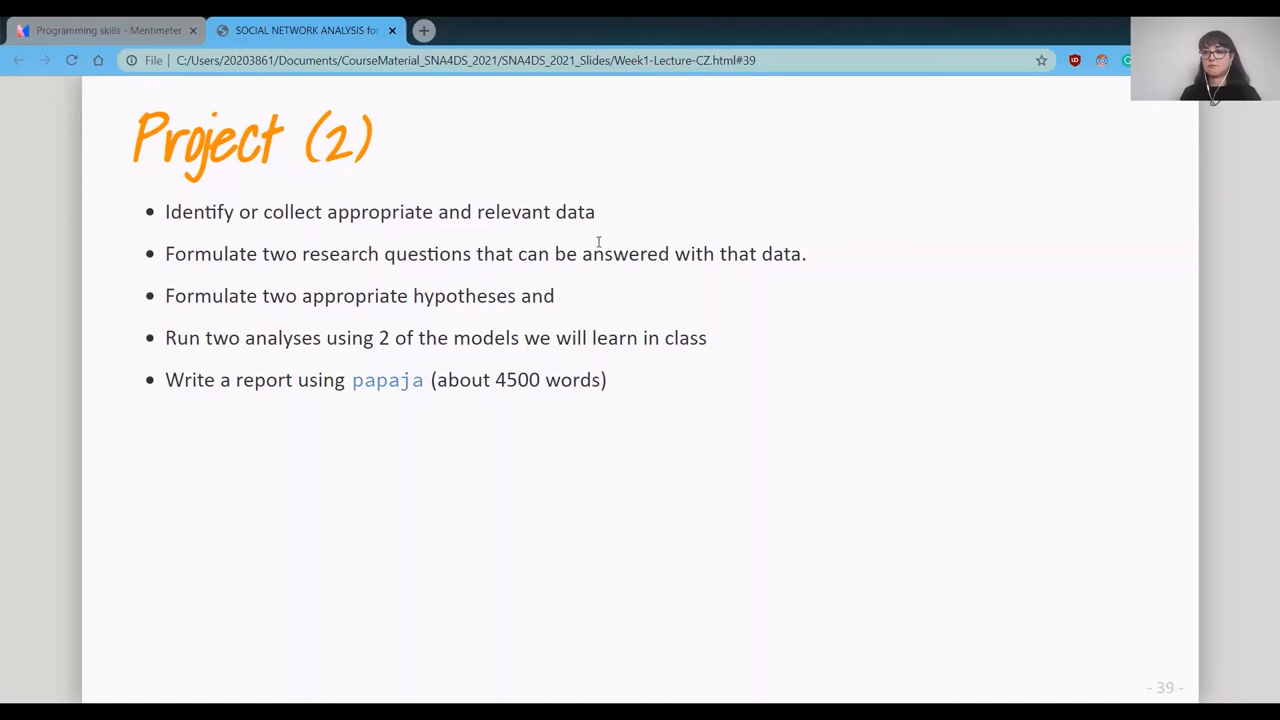 Programming skills - Mentimeter
SOCIAL NETWORK ANALYSIS fo
File
C:/Users/20203861/Documents/CourseMaterial_SNA4DS_2021/SNA4DS_2021_Slides/Week1-Lecture-CZ.html#39
Project (2)
• Identify or collect appropriate and relevant data
• Formulate two research questions that can be answered with that data.
• Formulate two appropriate hypotheses and
• Run two analyses using 2 of the models we will learn in class
• Write a report using papaja (about 4500 words)
- 39 -